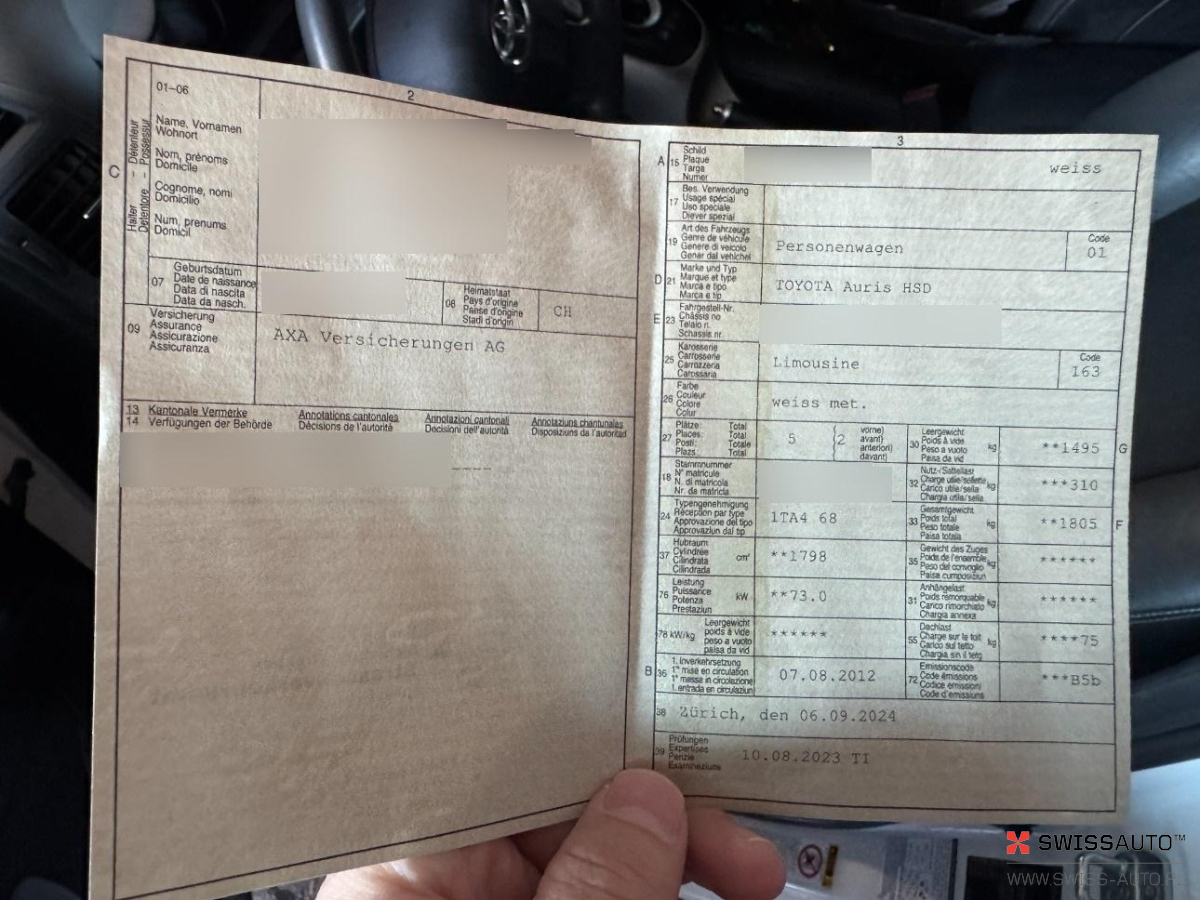 2
01–06
C
Halter - Détenteur
Detentore - Possessur
Name, Vornamen
Wohnort
Nom, prénoms
Domicile
Cognome, nomi
Domicilio
Num, prenums
Domicil
07
Geburtsdatum
Date de naissance
Data di nascita
Data da nasch.
08
Heimatstaat
Pays d'origine
Paise d'origine
Stadi d'origin
CH
09
Versicherung
Assurance
Assicurazione
Assicuranza
AXA Versicherungen AG
13 Kantonale Vermerke Annotations cantonales Annotazioni cantonali Annotaziuns chantunalas
14 Verfügungen der Behörde Décisions de l'autorité Decisioni dell'autorità Disposiziuns da l'autoritad
3
A 15
Schild
Plaque
Targa
Numer
weiss
17
Bes. Verwendung
Usage spécial
Uso speciale
Diever spezial
19
Art des Fahrzeugs
Genre de véhicule
Genere di veicolo
Gener dal vehichel
Personenwagen
Code
01
D 21
Marke und Typ
Marque et type
Marca e tipo
Marca e tip
TOYOTA Auris HSD
E 23
Fahrgestell-Nr.
Châssis no
Telaio n.
Schassis nr.
25
Karosserie
Carrosserie
Carrozzeria
Carossaria
Limousine
Code
163
26
Farbe
Couleur
Colore
Colur
weiss met.
27
Plätze Total
Places: Total
Posti: Totale
Plazs: Total
5
(2
vorne)
avant)
anteriori)
davant)
30
Leergewicht
Poids à vide
Peso a vuoto
Paisa da vid
kg
**1495
G
18
Stammnummer
N° matricule
N. di matricola
Nr. da matricla
32
Nutz-/Sattellast
Charge utile/sellette
Carico utile/sella
Chargia utila/sella
kg
***310
24
Typengenehmigung
Réception par type
Approvazione del tipo
Approvaziun dal tip
1TA4 68
33
Gesamtgewicht
Poids total
Peso totale
Paisa totala
kg
**1805
F
37
Hubraum
Cylindrée
Cilindrata
Cilindrada
cm³
**1798
35
Gewicht des Zuges
Poids de l'ensemble
Peso del convoglio
Paisa cumposiziun
kg
******
76
Leistung
Puissance
Potenza
Prestaziun
kW
**73.0
31
Anhängelast
Poids remorquable
Carico rimorchiato
Chargia annexa
kg
******
78 kW/kg
Leergewicht
poids à vide
peso a vuoto
paisa da vid
******
55
Dachlast
Charge sur le toit
Carico sul tetto
Chargia sin il tetg
kg
****75
B 36
1. Inverkehrsetzung
1re mise en circulation
1a messa in circolazione
1. entrada en circulaziun
07.08.2012
72
Emissionscode
Code émissions
Codice emissioni
Code d'emissiuns
***B5b
38 Zürich, den 06.09.2024
39
Prüfungen
Expertises
Perizie
Examinaziuns
10.08.2023 TI
SWISSAUTO™